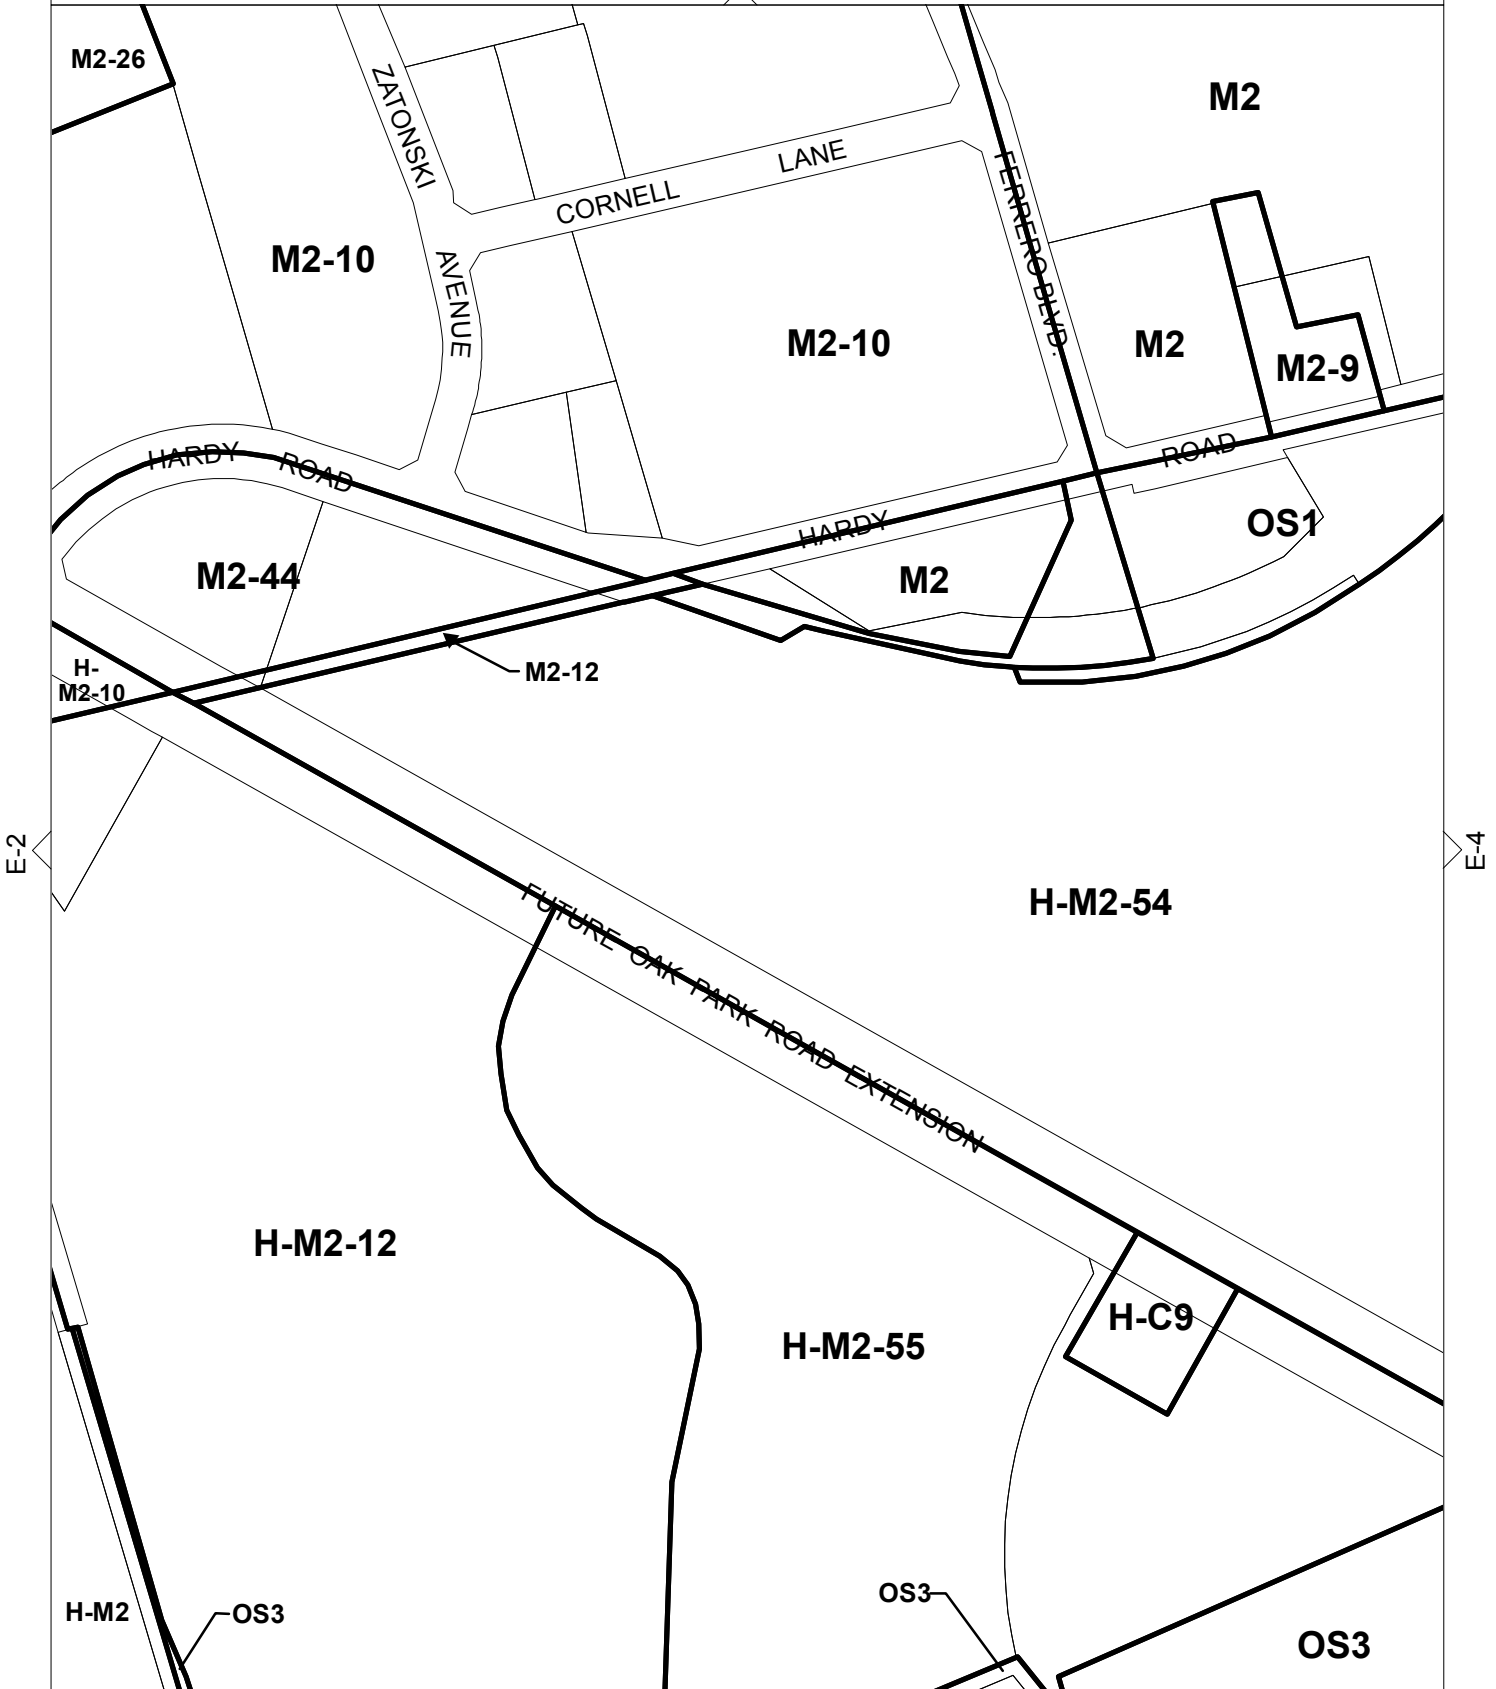 M2-26
ZATONSKI
AVENUE
M2
LANE
CORNELL
FERRERO BLVD.
M2-10
M2-10
M2
M2-9
HARDY
ROAD
ROAD
HARDY
OS1
M2-44
M2
H-
M2-10
M2-12
E-2
E-4
H-M2-54
FUTURE OAK PARK ROAD EXTENSION
H-M2-12
H-C9
H-M2-55
OS3
H-M2
OS3
OS3